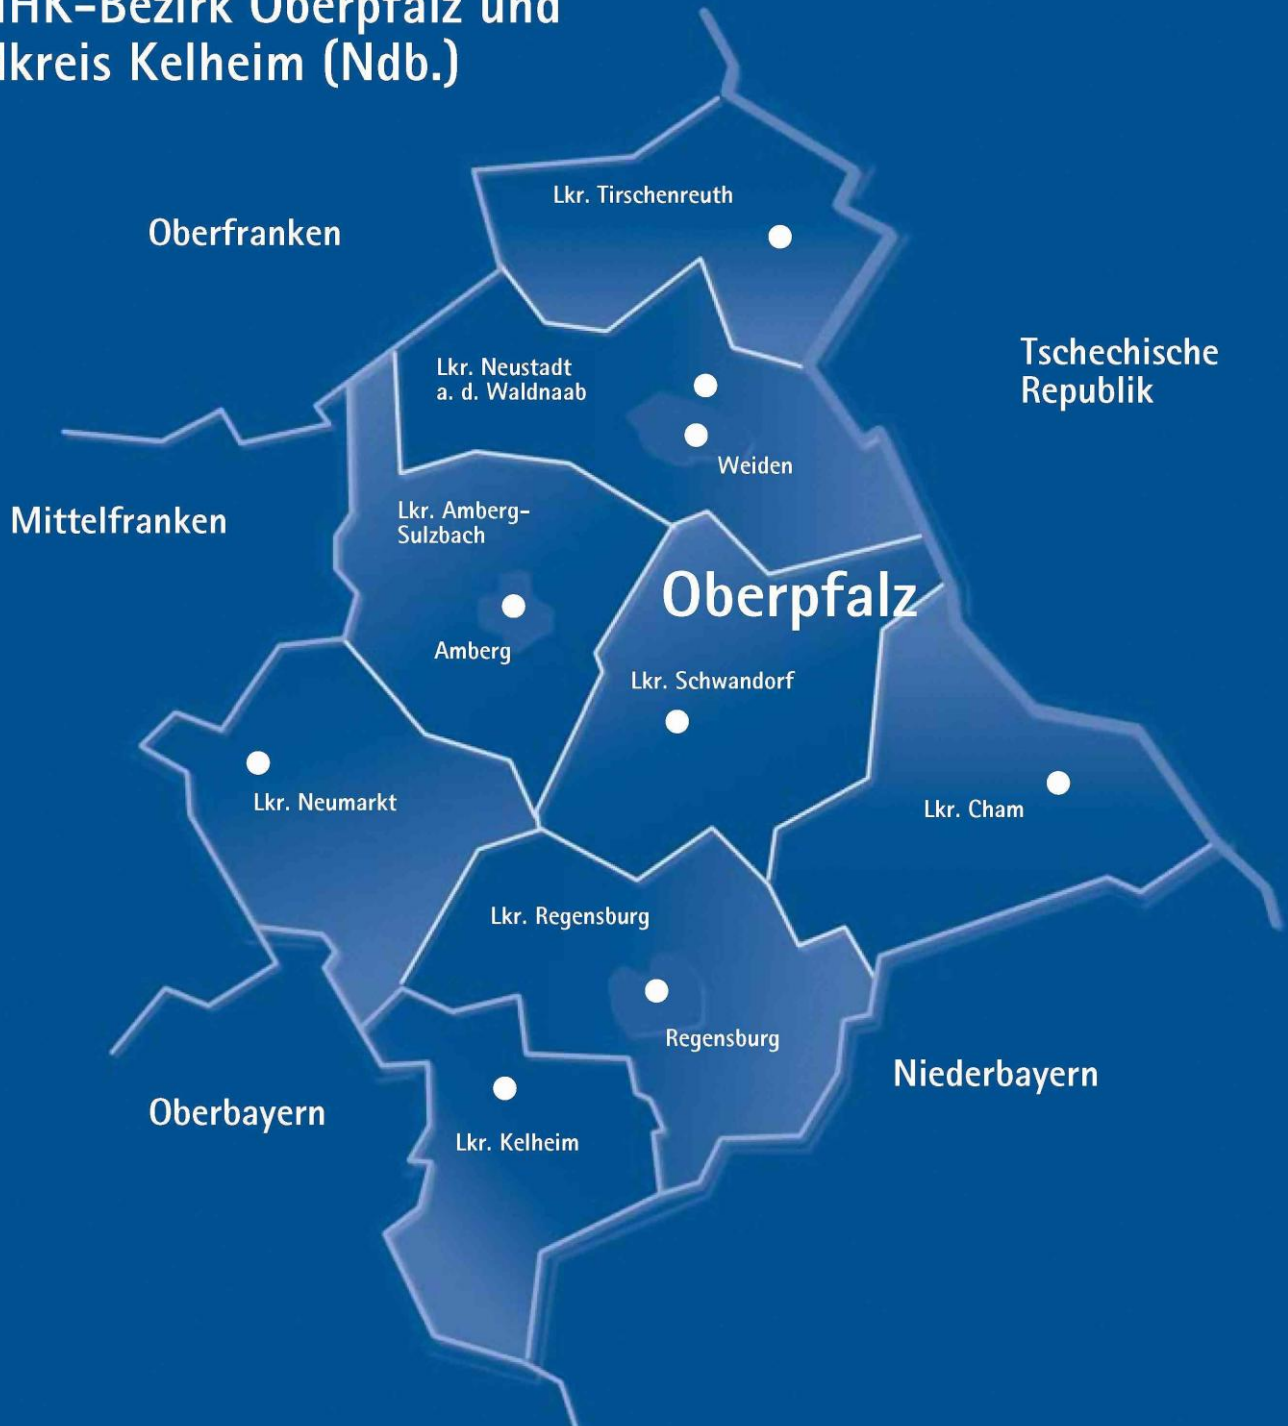 IHK-Bezirk Oberpfalz und
lkreis Kelheim (Ndb.)
Lkr. Tirschenreuth
Oberfranken
Tschechische
Republik
Lkr. Neustadt
a. d. Waldnaab
Weiden
Mittelfranken
Lkr. Amberg-
Sulzbach
Oberpfalz
Amberg
Lkr. Schwandorf
Lkr. Neumarkt
Lkr. Cham
Lkr. Regensburg
Regensburg
Niederbayern
Oberbayern
Lkr. Kelheim